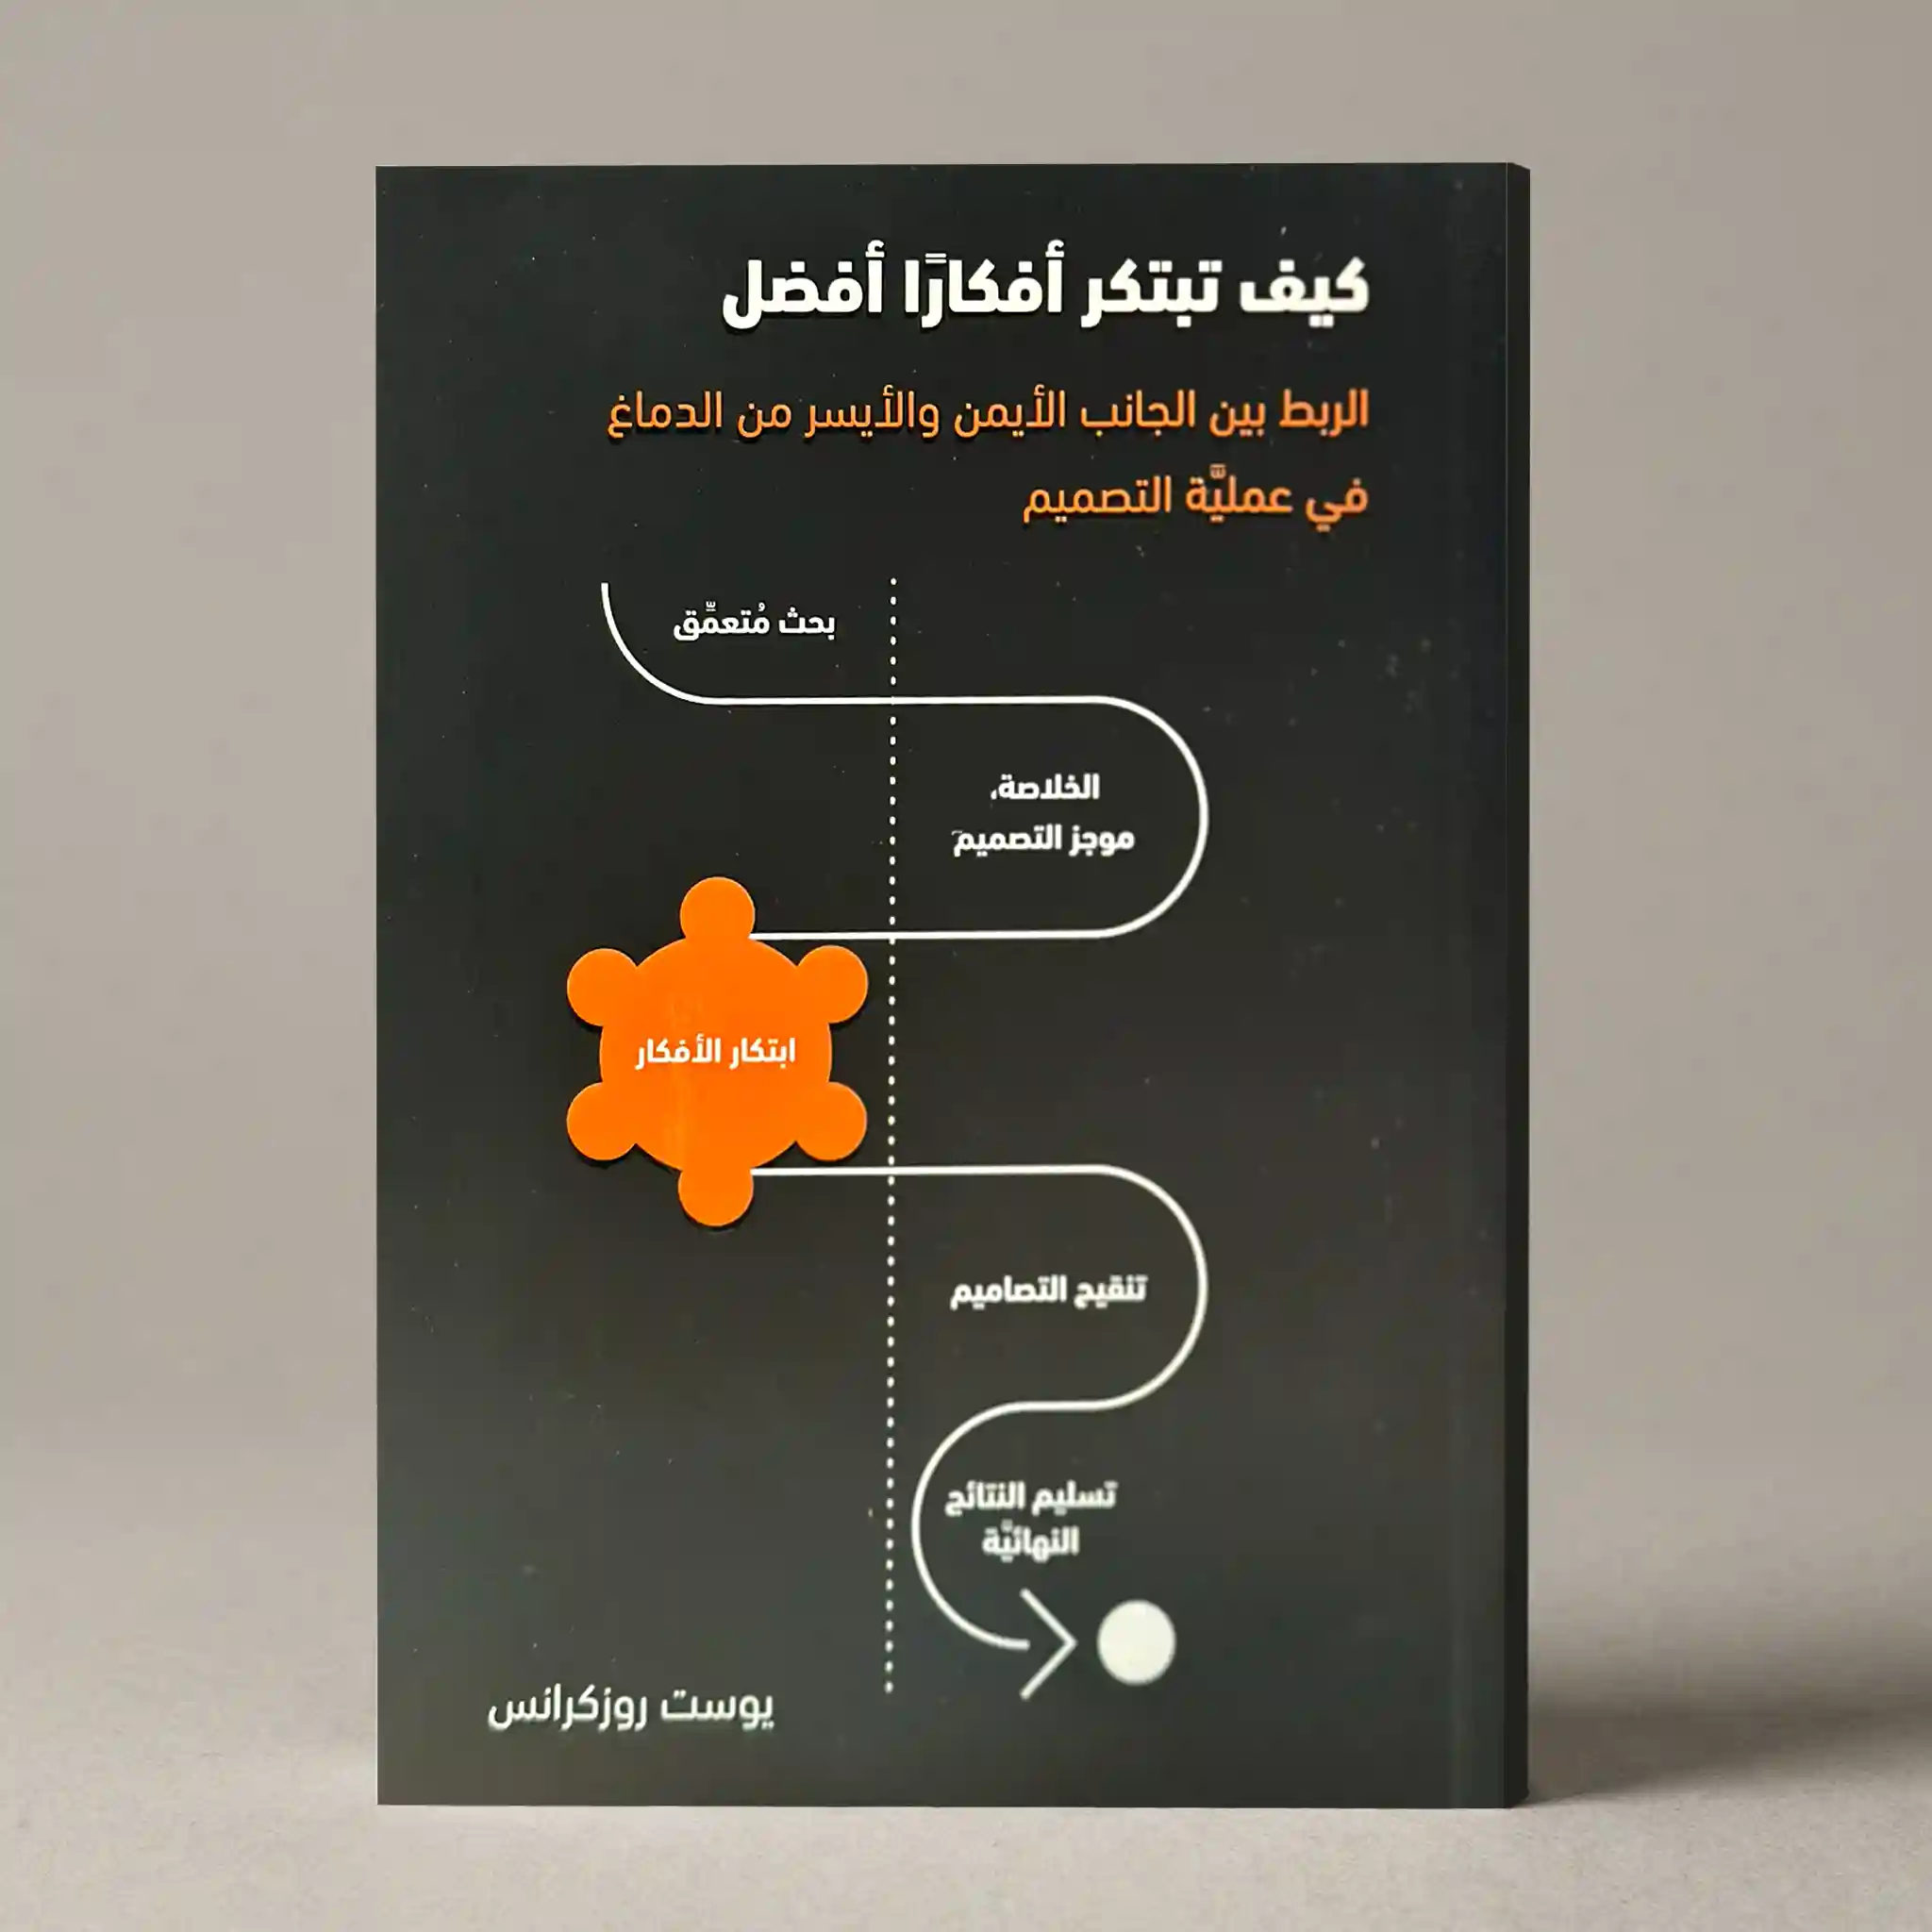 كيف تبتكر أفكارًا أفضل
الربط بين الجانب الأيمن والأيسر من الدماغ
في عمليَّة التصميم
بحث مُتعمَّق
الخلاصة،
موجز التصميم
ابتكار الأفكار
تنقيح التصاميم
تسليم النتائج
النهائيَّة
يوست روزكرانس